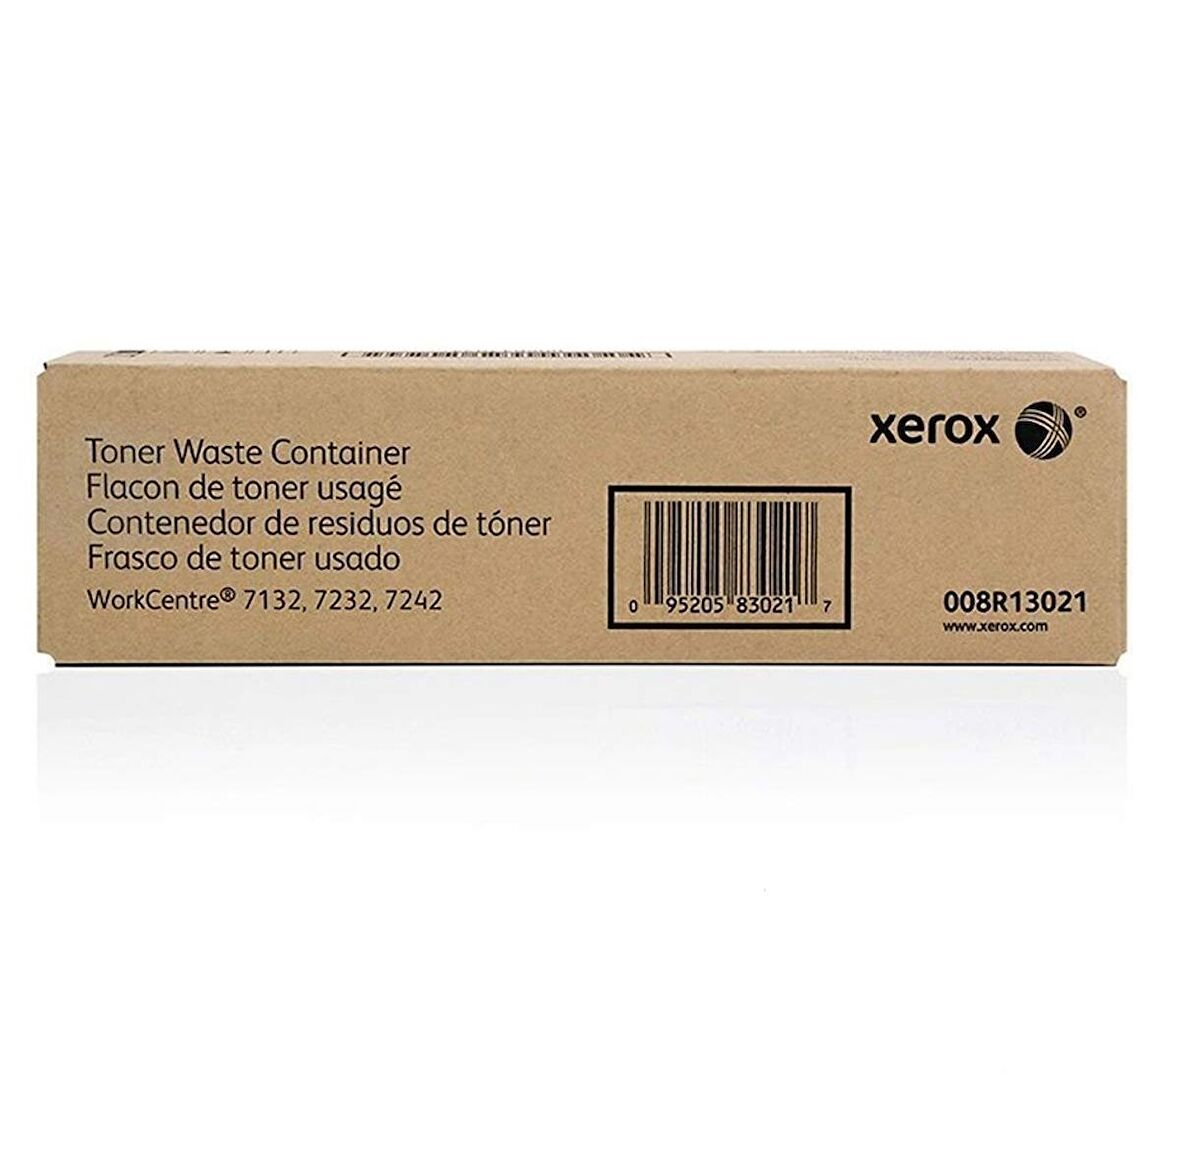 xerox ®
Toner Waste Container
Flacon de toner usagé
Contenedor de residuos de tóner
Frasco de toner usado
WorkCentre® 7132, 7232, 7242
0 95205 83021 7
008R13021
www.xerox.com